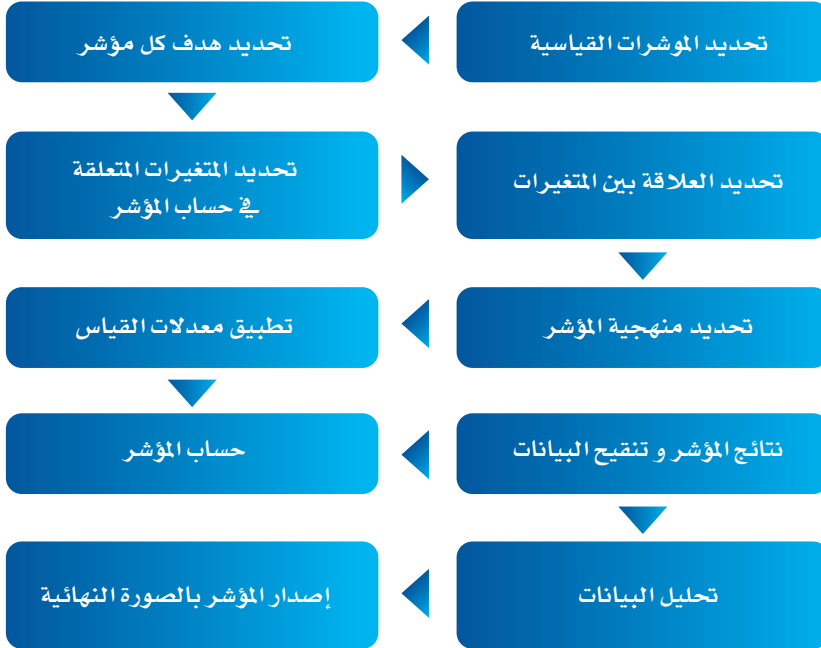 تحديد الموشرات القياسية
تحديد هدف كل مؤشر
تحديد العلاقة بين المتغيرات
تحديد المتغيرات المتعلقة
في حساب المؤشر
تحديد منهجية المؤشر
تطبيق معدلات القياس
نتائج المؤشر و تنقيح البيانات
حساب المؤشر
تحليل البيانات
إصدار المؤشر بالصورة النهائية